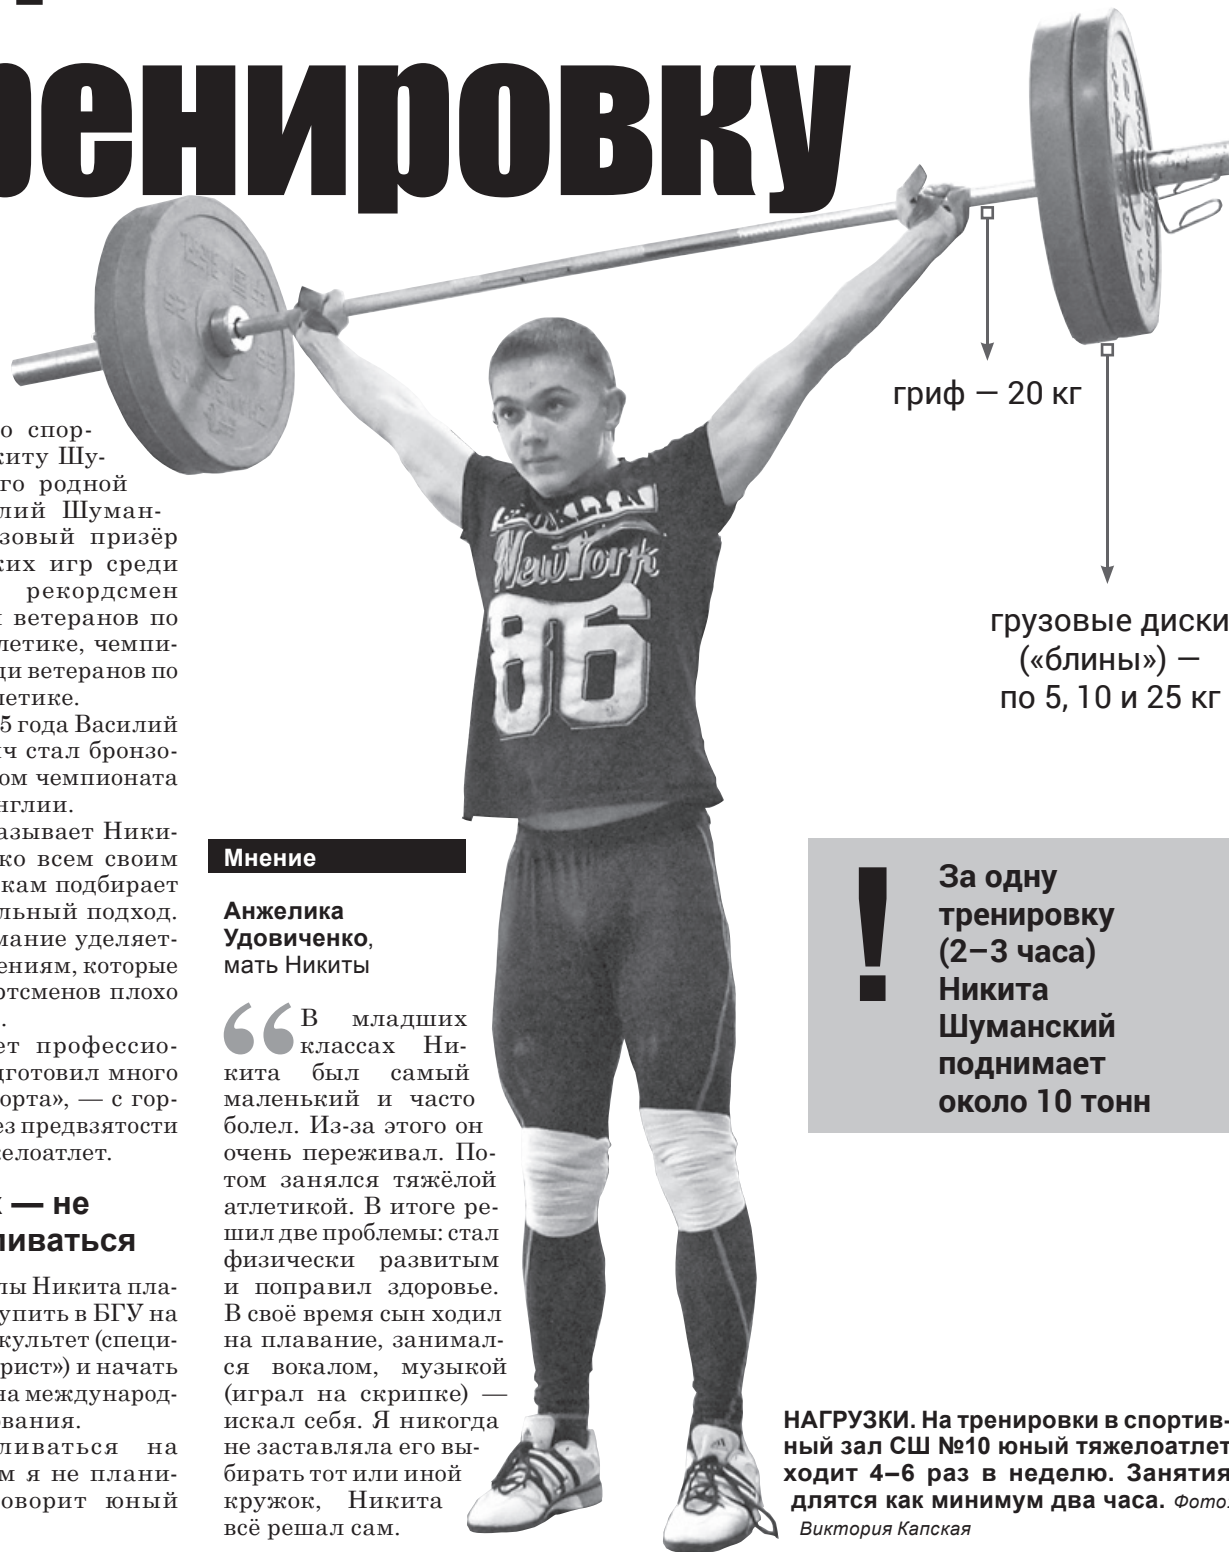 ренировку
гриф — 20 кг
грузовые диски
(«блины») —
по 5, 10 и 25 кг
о спор-
киту Шу-
го родной
лий Шуман-
зовый призёр
ких игр среди
рекордсмен
ветеранов по
летике, чемпи-
ди ветеранов по
летике.
5 года Василий
ич стал бронзо-
ом чемпионата
нглии.
азывает Ники-
ко всем своим
кам подбирает
льный подход.
мание уделяет-
ениям, которые
ртсменов плохо
.
ет профессио-
дготовил много
орта», — с гор-
ез предвзятости
желоатлет.
— не
ливаться
лы Никита пла-
упить в БГУ на
культет (специ-
рист») и начать
на международ-
ования.
ливаться на
м я не плани-
оворит юный
Мнение
Анжелика
Удовиченко,
мать Никиты
В младших
классах Ни-
кита был самый
маленький и часто
болел. Из-за этого он
очень переживал. По-
том занялся тяжёлой
атлетикой. В итоге ре-
шил две проблемы: стал
физически развитым
и поправил здоровье.
В своё время сын ходил
на плавание, занимал-
ся вокалом, музыкой
(играл на скрипке) —
искал себя. Я никогда
не заставляла его вы-
бирать тот или иной
кружок, Никита
всё решал сам.
New York
86
!
За одну
тренировку
(2–3 часа)
Никита
Шуманский
поднимает
около 10 тонн
НАГРУЗКИ. На тренировки в спортив-
ный зал СШ №10 юный тяжелоатлет
ходит 4–6 раз в неделю. Занятия
длятся как минимум два часа. Фото:
Виктория Капская